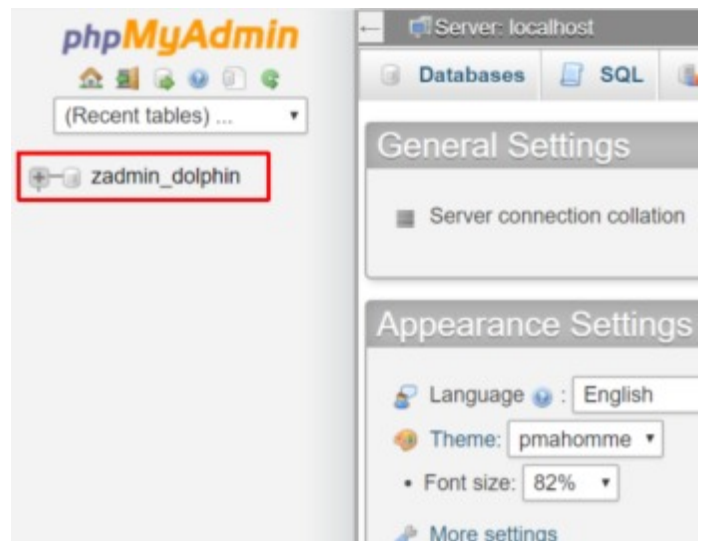 phpMyAdmin
(Recent tables) ...
zadmin_dolphin
Server: localhost
Databases
SQL
General Settings
Server connection collation
Appearance Settings
Language : English
Theme: pmahomme
• Font size: 82%
More settings